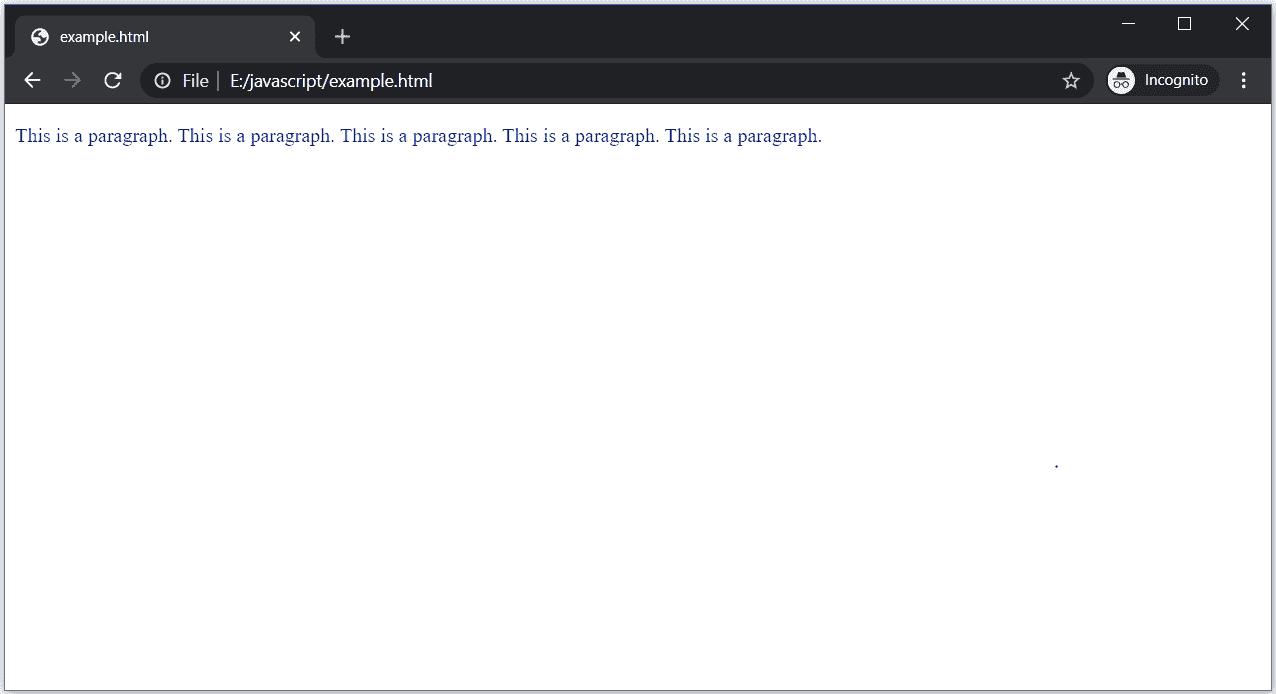 example.html
File E:/javascript/example.html Incognito
This is a paragraph. This is a paragraph. This is a paragraph. This is a paragraph. This is a paragraph.